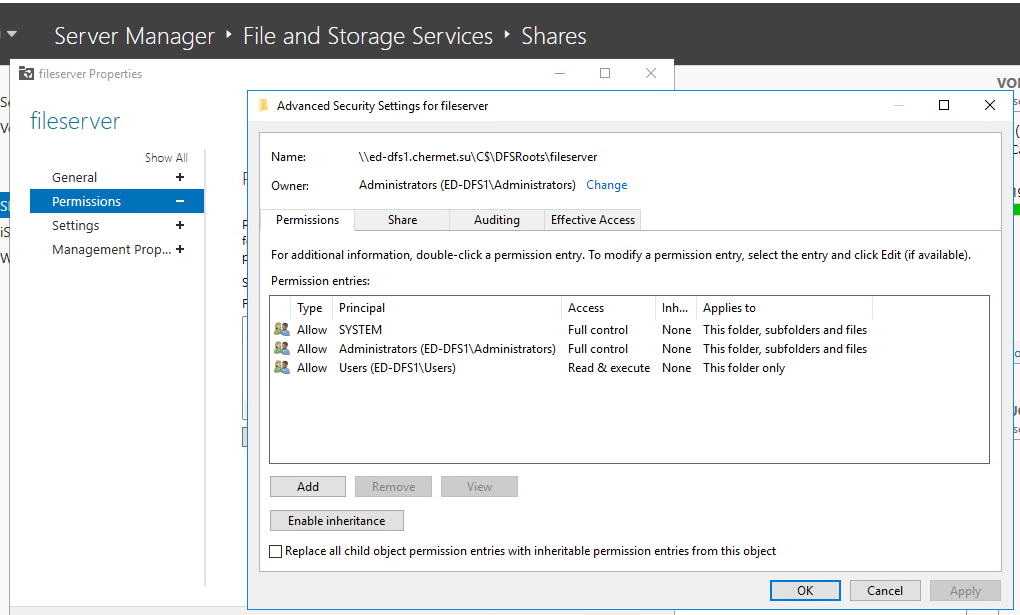 Server Manager ‣ File and Storage Services ‣ Shares
fileserver Properties
fileserver
Show All
General +
Permissions −
Settings +
Management Prop... +
Advanced Security Settings for fileserver
Name: \\ed-dfs1.chermet.su\C$\DFSRoots\fileserver
Owner: Administrators (ED-DFS1\Administrators) Change
Permissions Share Auditing Effective Access
For additional information, double-click a permission entry. To modify a permission entry, select the entry and click Edit (if available).
Permission entries:
Type Principal Access Inh... Applies to
Allow SYSTEM Full control None This folder, subfolders and files
Allow Administrators (ED-DFS1\Administrators) Full control None This folder, subfolders and files
Allow Users (ED-DFS1\Users) Read & execute None This folder only
Add Remove View
Enable inheritance
Replace all child object permission entries with inheritable permission entries from this object
OK Cancel Apply